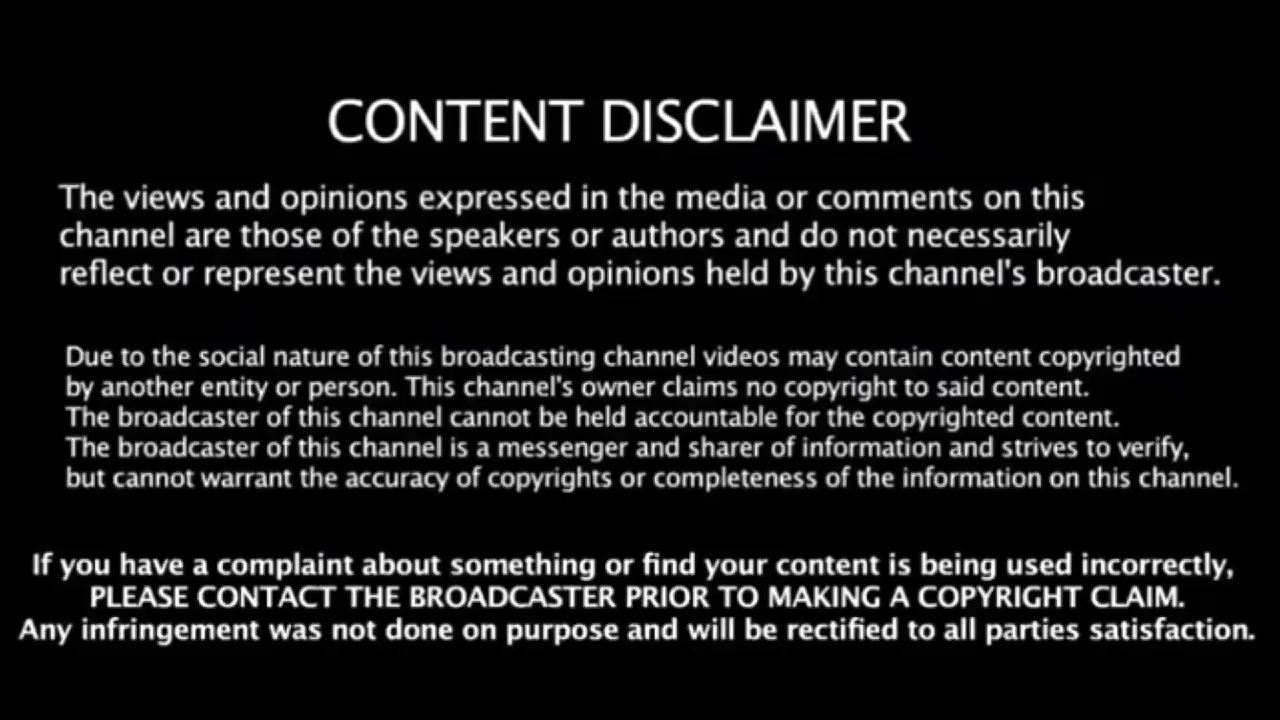 CONTENT DISCLAIMER
The views and opinions expressed in the media or comments on this
channel are those of the speakers or authors and do not necessarily
reflect or represent the views and opinions held by this channel's broadcaster.
Due to the social nature of this broadcasting channel videos may contain content copyrighted
by another entity or person. This channel's owner claims no copyright to said content.
The broadcaster of this channel cannot be held accountable for the copyrighted content.
The broadcaster of this channel is a messenger and sharer of information and strives to verify,
but cannot warrant the accuracy of copyrights or completeness of the information on this channel.
If you have a complaint about something or find your content is being used incorrectly,
PLEASE CONTACT THE BROADCASTER PRIOR TO MAKING A COPYRIGHT CLAIM.
Any infringement was not done on purpose and will be rectified to all parties satisfaction.